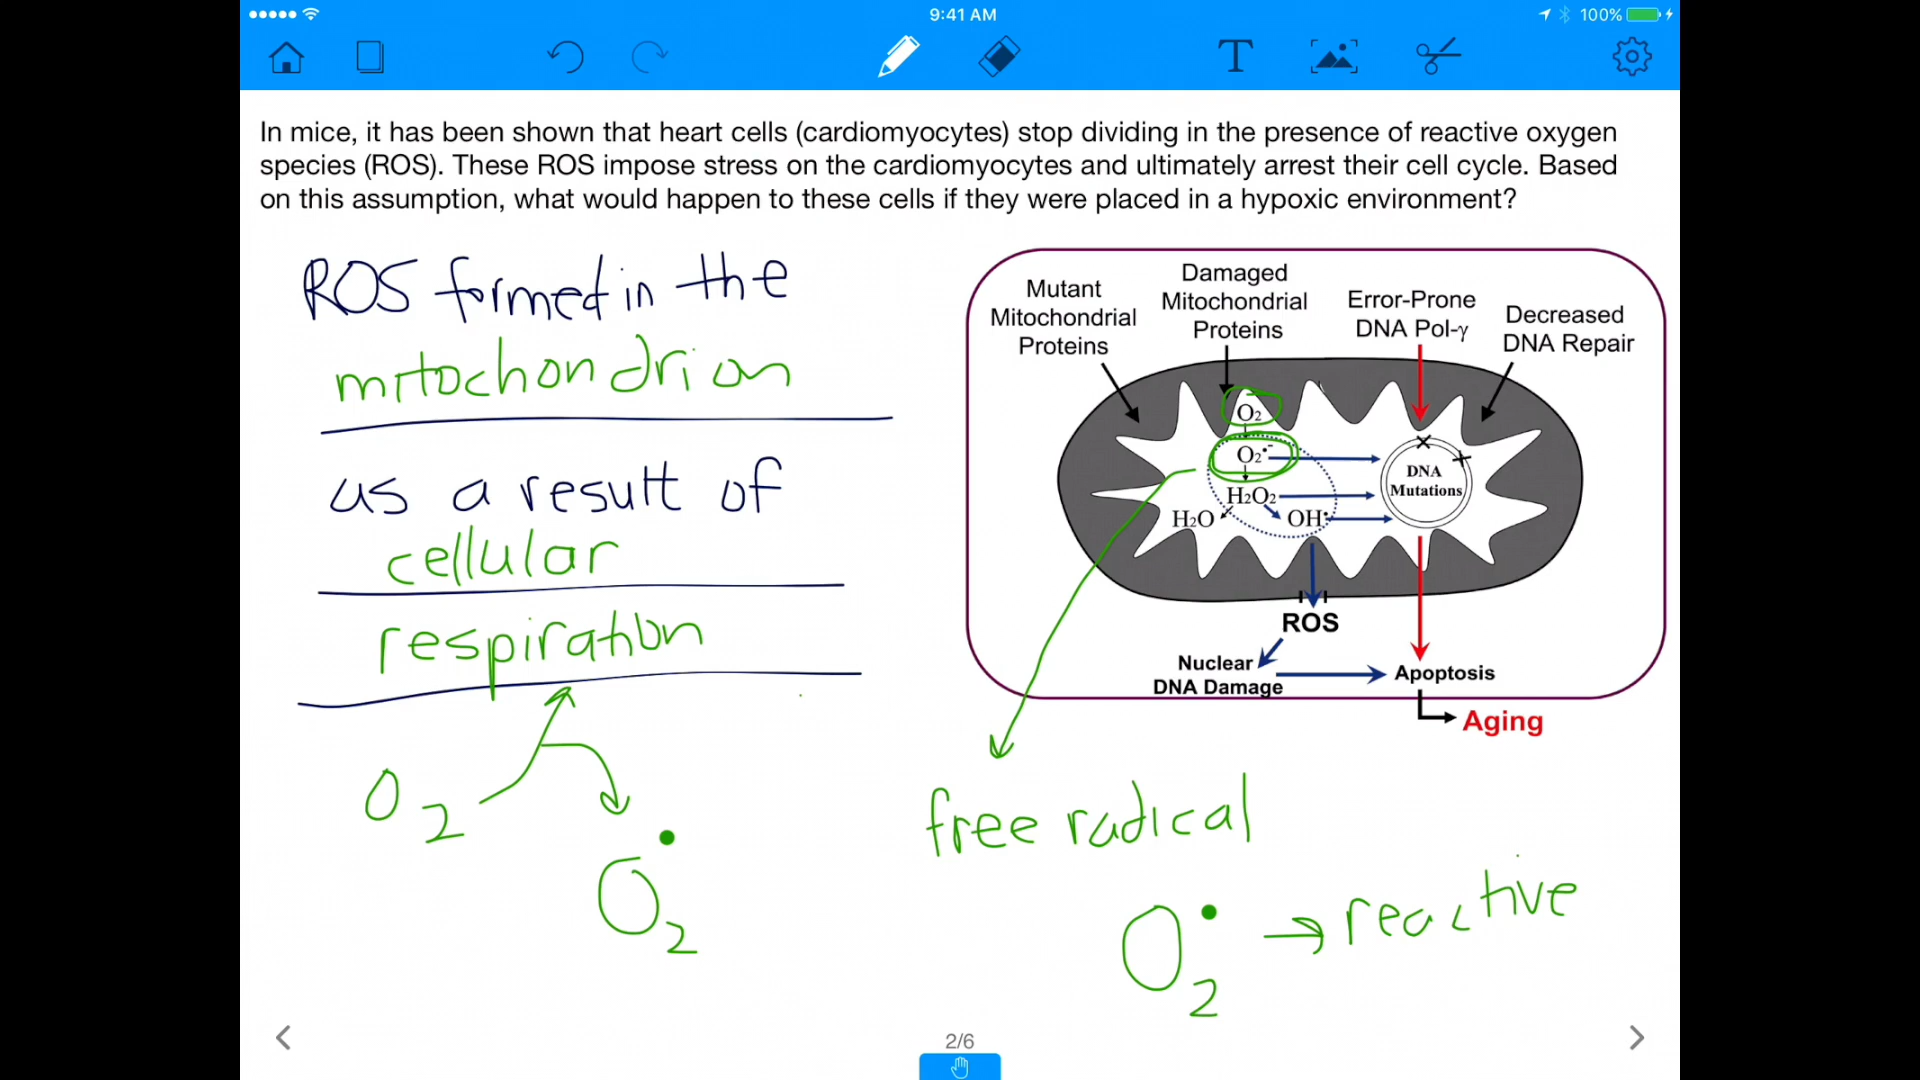 9:41 AM
100%
T
In mice, it has been shown that heart cells (cardiomyocytes) stop dividing in the presence of reactive oxygen
species (ROS). These ROS impose stress on the cardiomyocytes and ultimately arrest their cell cycle. Based
on this assumption, what would happen to these cells if they were placed in a hypoxic environment?
ROS formed in the
mitochondrion
as a result of
cellular
respiration
O2
O2•
Mutant
Mitochondrial
Proteins
Damaged
Mitochondrial
Proteins
Error-Prone
DNA Pol-γ
Decreased
DNA Repair
O2
O2•-
H2O2
H2O
OH•
DNA
Mutations
ROS
Nuclear
DNA Damage
Apoptosis
Aging
free radical
O2• → reactive
2/6